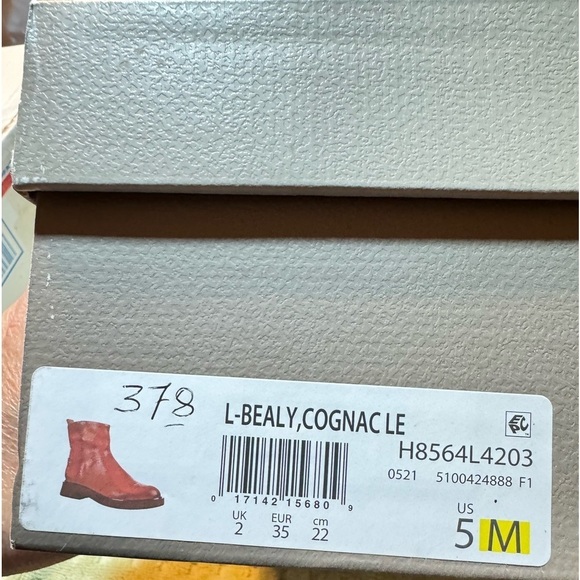 378
L-BEALY,COGNAC LE
H8564L4203
0521 5100424888 F1
0 17142 15680 9
UK EUR cm
2 35 22
US
5 M